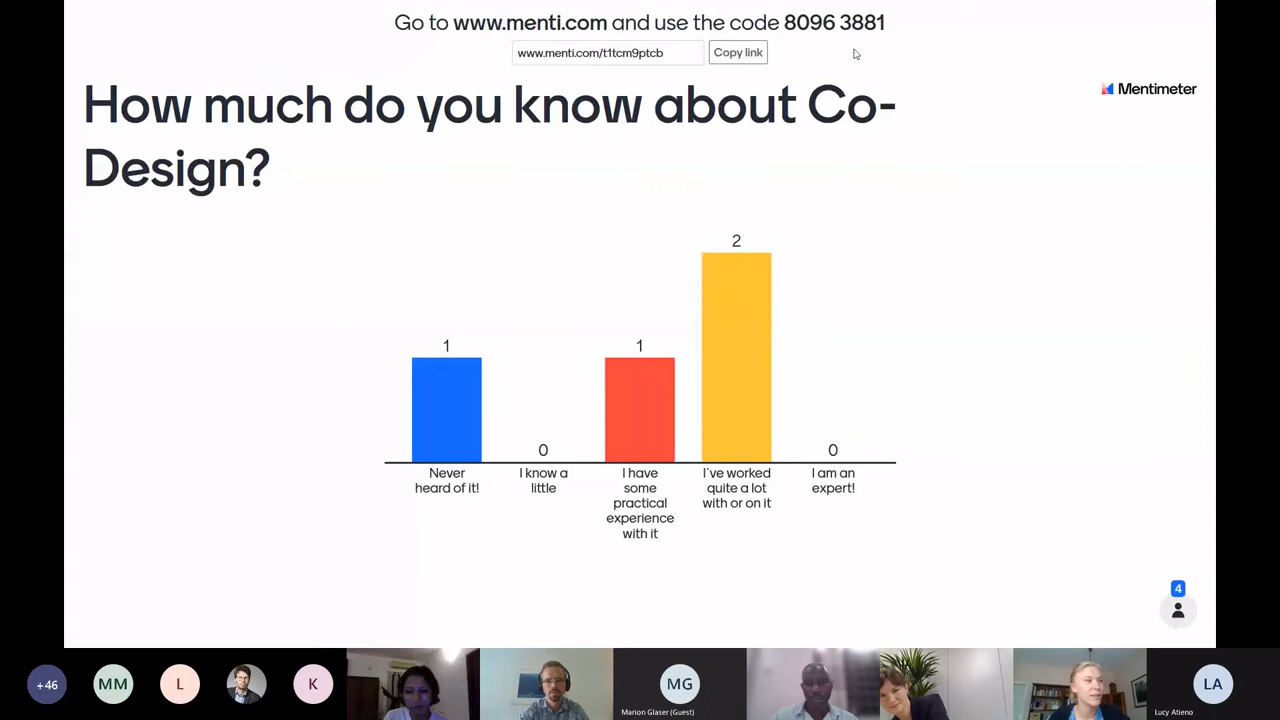 Go to www.menti.com and use the code 8096 3881
www.menti.com/t1tcm9ptcb
Copy link
How much do you know about Co-
Design?
Mentimeter
2
1
1
0
0
Never
heard of it!
I know a
little
I have
some
practical
experience
with it
I`ve worked
quite a lot
with or on it
I am an
expert!
4
+46
MM
L
K
MG
Marion Glaser (Guest)
LA
Lucy Atieno